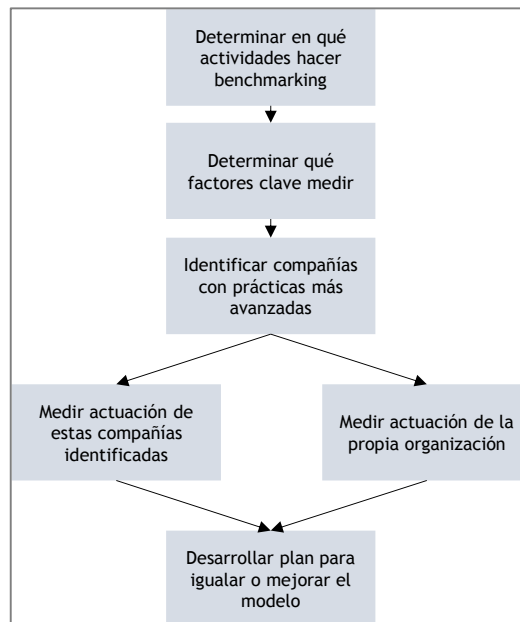 Determinar en qué
actividades hacer
benchmarking
Determinar qué
factores clave medir
Identificar compañías
con prácticas más
avanzadas
Medir actuación de
estas compañías
identificadas
Medir actuación de la
propia organización
Desarrollar plan para
igualar o mejorar el
modelo